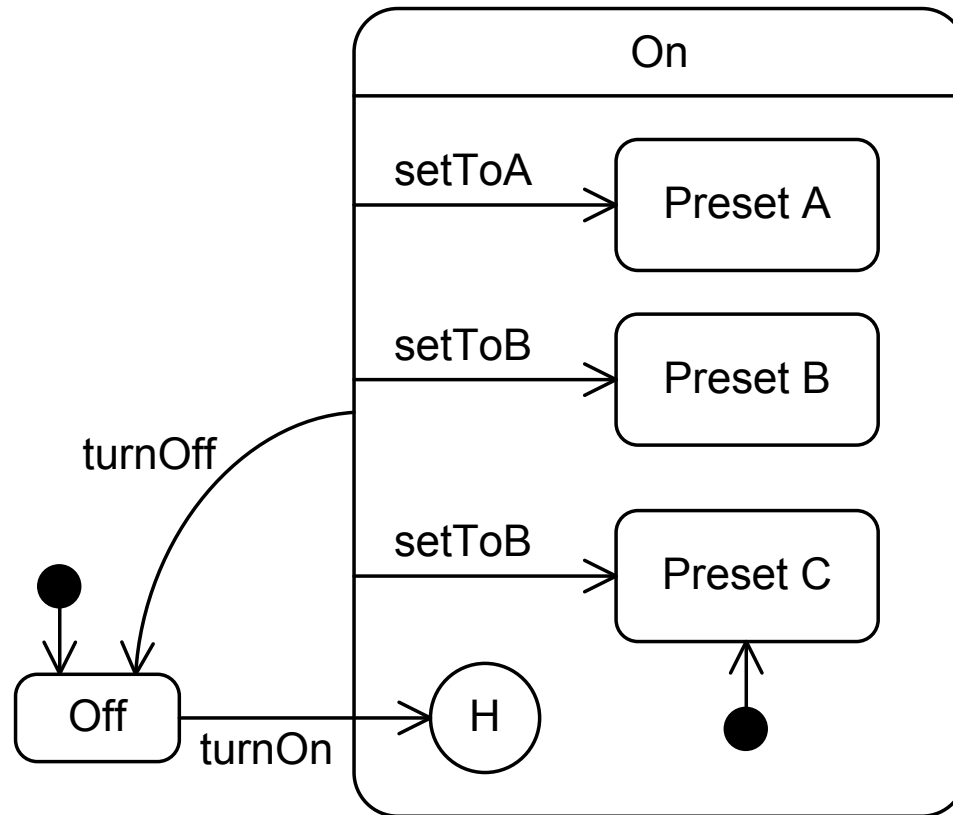 On
setToA
Preset A
setToB
Preset B
turnOff
setToB
Preset C
Off
turnOn
H